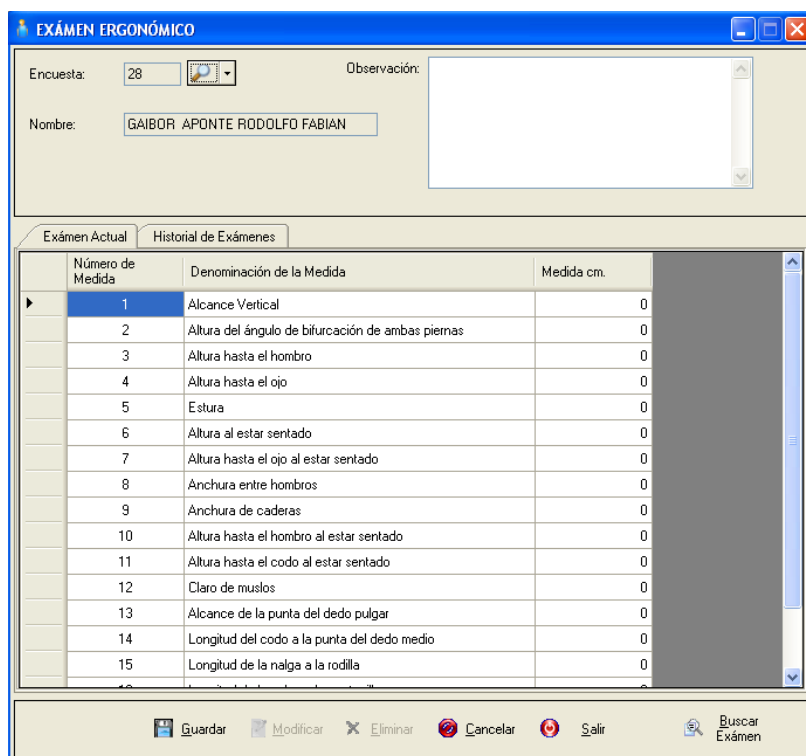 EXÁMEN ERGONÓMICO
Encuesta: 28 Observación:
Nombre: GAIBOR APONTE RODOLFO FABIAN
Exámen Actual Historial de Exámenes
Número de Medida Denominación de la Medida Medida cm.
1 Alcance Vertical 0
2 Altura del ángulo de bifurcación de ambas piernas 0
3 Altura hasta el hombro 0
4 Altura hasta el ojo 0
5 Estura 0
6 Altura al estar sentado 0
7 Altura hasta el ojo al estar sentado 0
8 Anchura entre hombros 0
9 Anchura de caderas 0
10 Altura hasta el hombro al estar sentado 0
11 Altura hasta el codo al estar sentado 0
12 Claro de muslos 0
13 Alcance de la punta del dedo pulgar 0
14 Longitud del codo a la punta del dedo medio 0
15 Longitud de la nalga a la rodilla 0
Guardar Modificar Eliminar Cancelar Salir Buscar Exámen